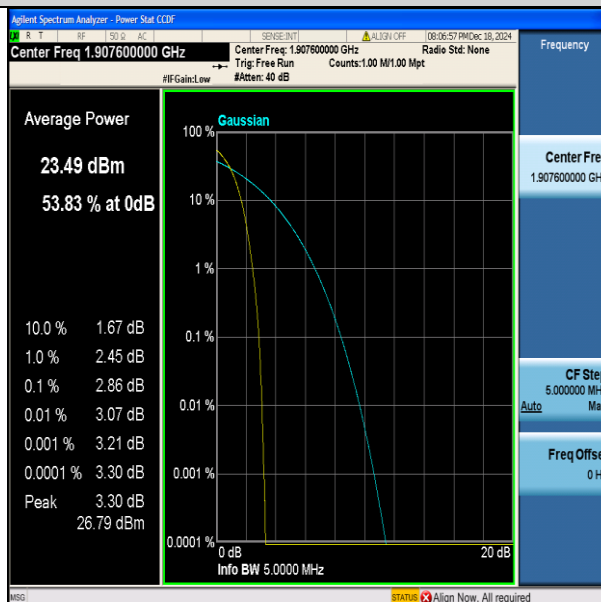 Agilent Spectrum Analyzer - Power Stat CCDF
R T RF 50 Ω AC SENSE:INT ALIGN OFF 08:06:57 PM Dec 18, 2024
Center Freq 1.907600000 GHz
Center Freq: 1.907600000 GHz Radio Std: None
Trig: Free Run Counts:1.00 M/1.00 Mpt
#IFGain:Low #Atten: 40 dB
Frequency
Average Power
23.49 dBm
53.83 % at 0dB
10.0 % 1.67 dB
1.0 % 2.45 dB
0.1 % 2.86 dB
0.01 % 3.07 dB
0.001 % 3.21 dB
0.0001 % 3.30 dB
Peak 3.30 dB
26.79 dBm
Gaussian
100 %
10 %
1 %
0.1 %
0.01 %
0.001 %
0.0001 %
0 dB 20 dB
Info BW 5.0000 MHz
Center Fre
1.907600000 GH
CF Ste
5.000000 MH
Auto Ma
Freq Offse
0 H
MSG STATUS Align Now, All required